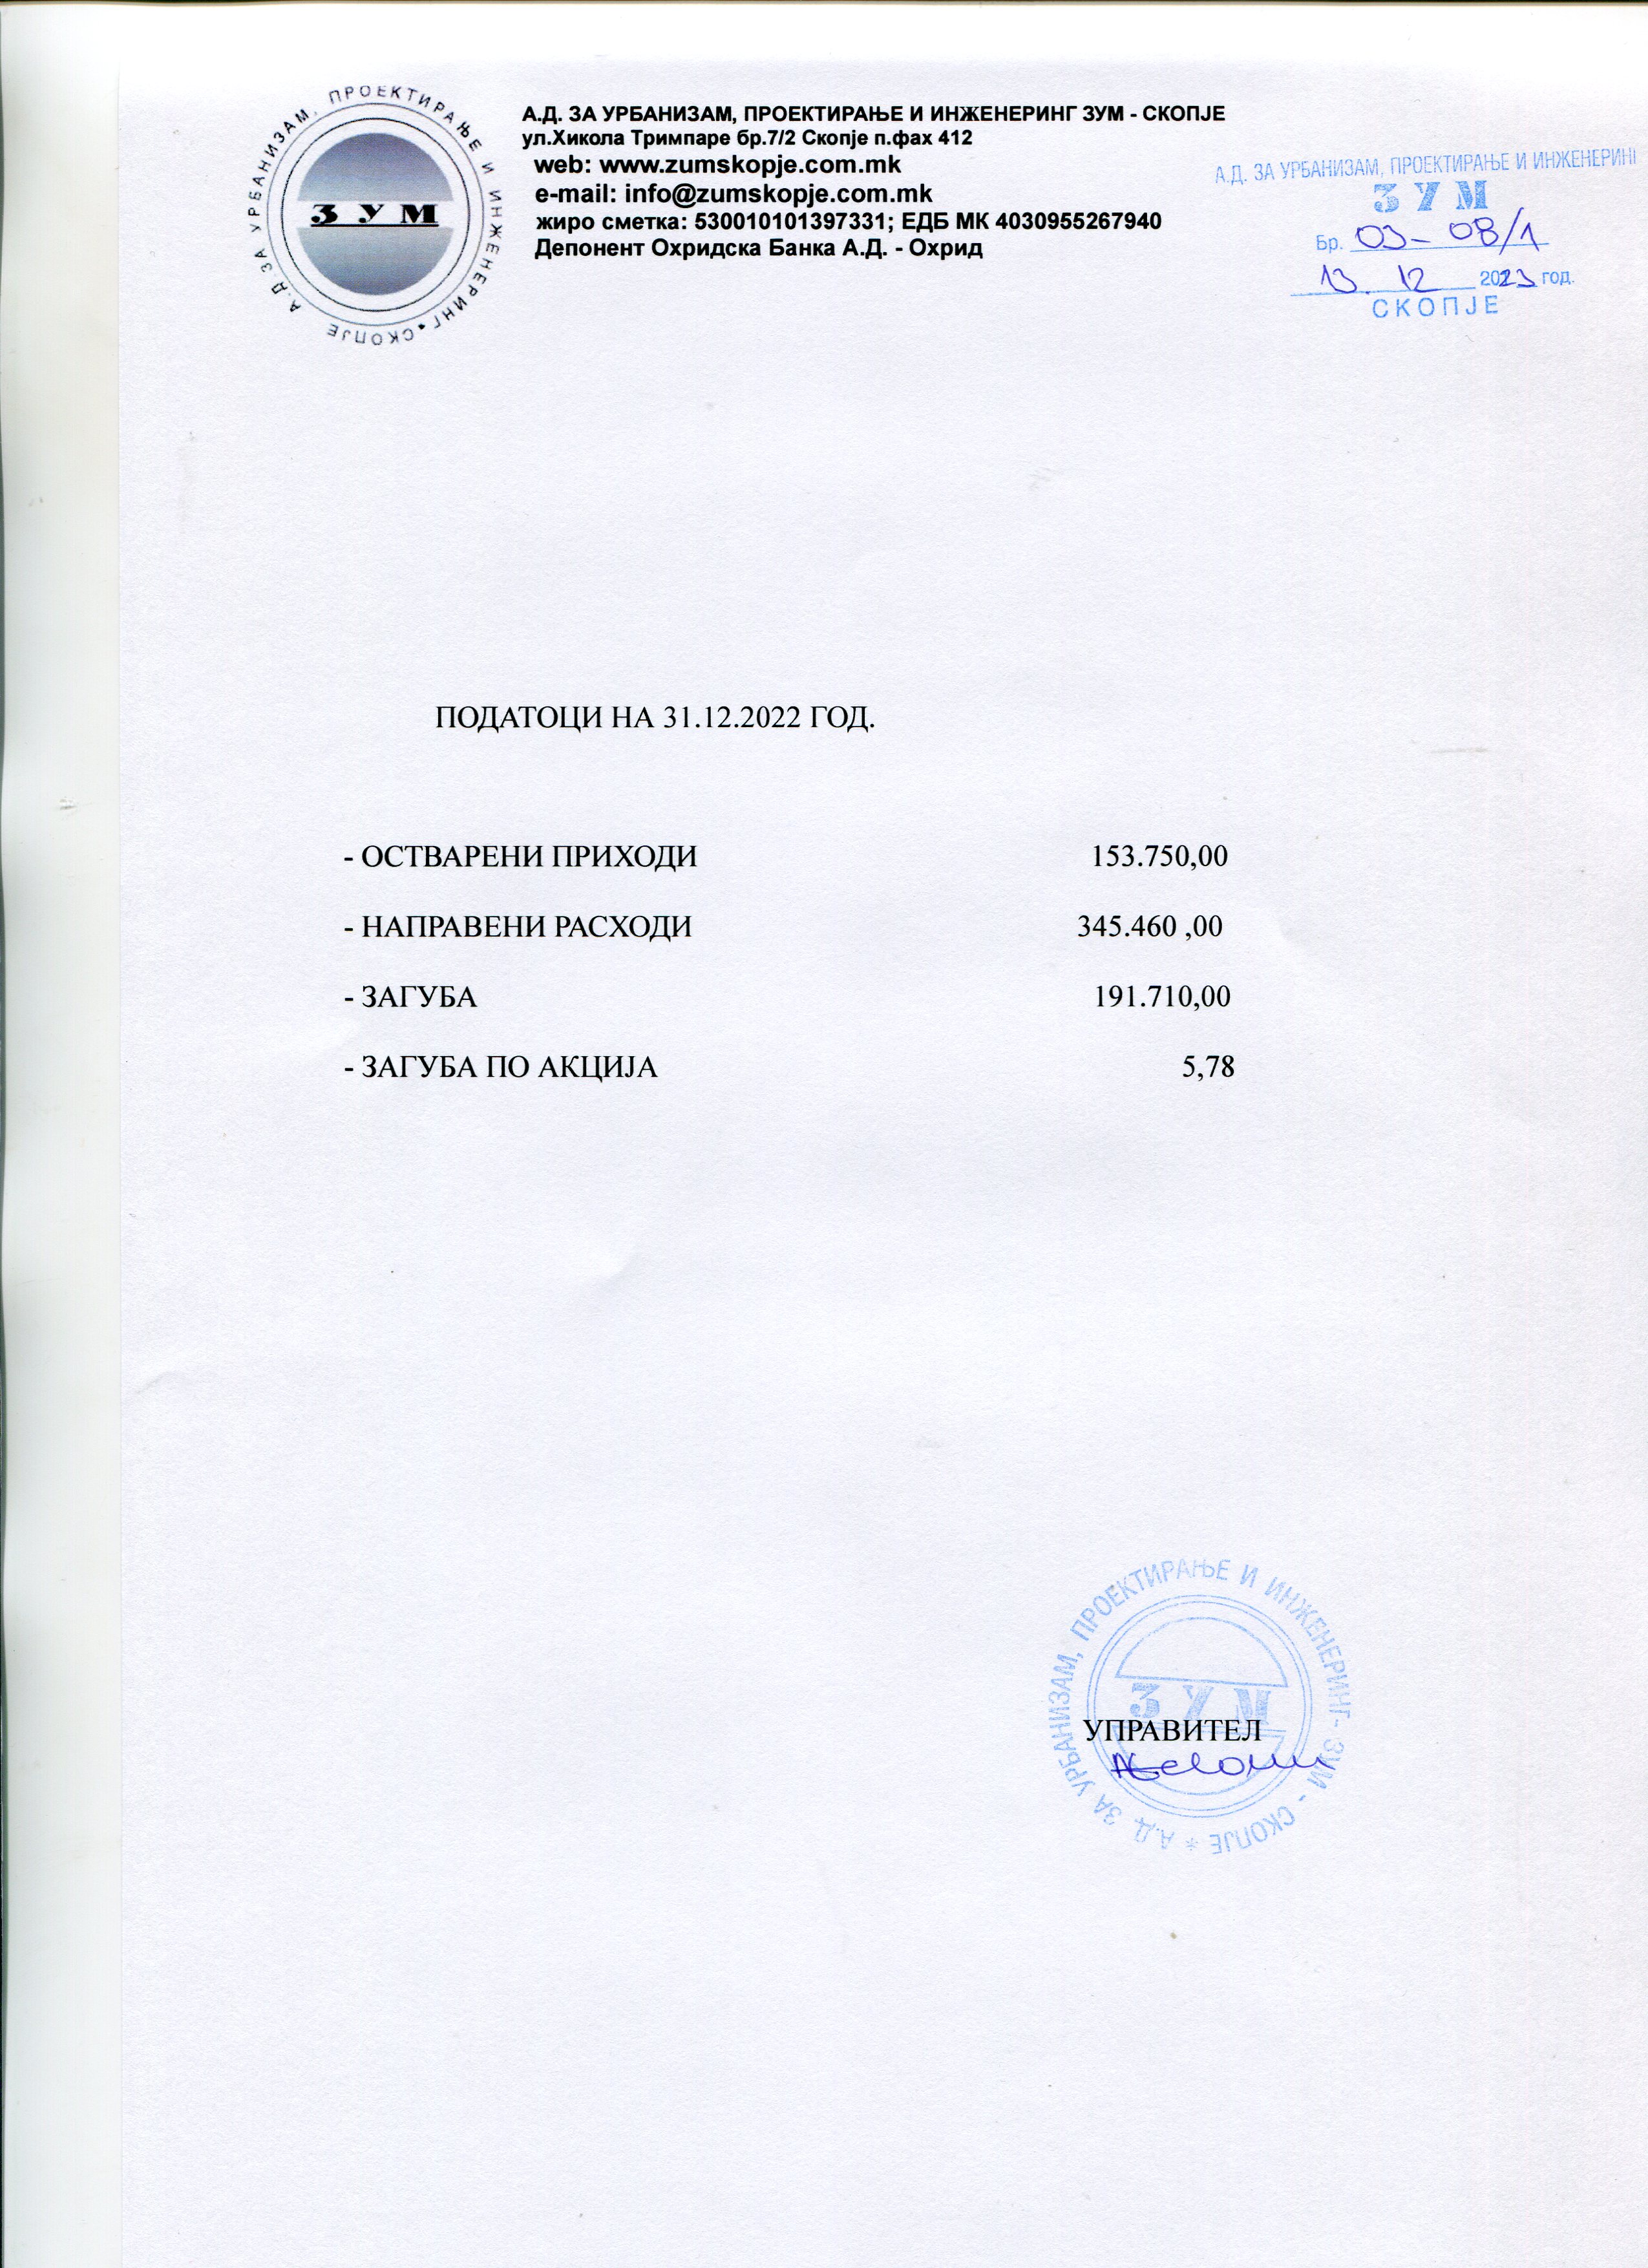 А.Д. ЗА УРБАНИЗАМ, ПРОЕКТИРАЊЕ И ИНЖЕНЕРИНГ • СКОПЈЕ
З У М
А.Д. ЗА УРБАНИЗАМ, ПРОЕКТИРАЊЕ И ИНЖЕНЕРИНГ ЗУМ - СКОПЈЕ
ул.Хикола Тримпаре бр.7/2 Скопје п.фах 412
web: www.zumskopje.com.mk
e-mail: info@zumskopje.com.mk
жиро сметка: 530010101397331; ЕДБ МК 4030955267940
Депонент Охридска Банка А.Д. - Охрид
А.Д. ЗА УРБАНИЗАМ, ПРОЕКТИРАЊЕ И ИНЖЕНЕРИНГ
З У М
Бр. 03-08/1
13. 12 2023 год.
СКОПЈЕ
ПОДАТОЦИ НА 31.12.2022 ГОД.
- ОСТВАРЕНИ ПРИХОДИ 153.750,00
- НАПРАВЕНИ РАСХОДИ 345.460 ,00
- ЗАГУБА 191.710,00
- ЗАГУБА ПО АКЦИЈА 5,78
А.Д. ЗА УРБАНИЗАМ, ПРОЕКТИРАЊЕ И ИНЖЕНЕРИНГ- ЗУМ - СКОПЈЕ *
З У М
УПРАВИТЕЛ